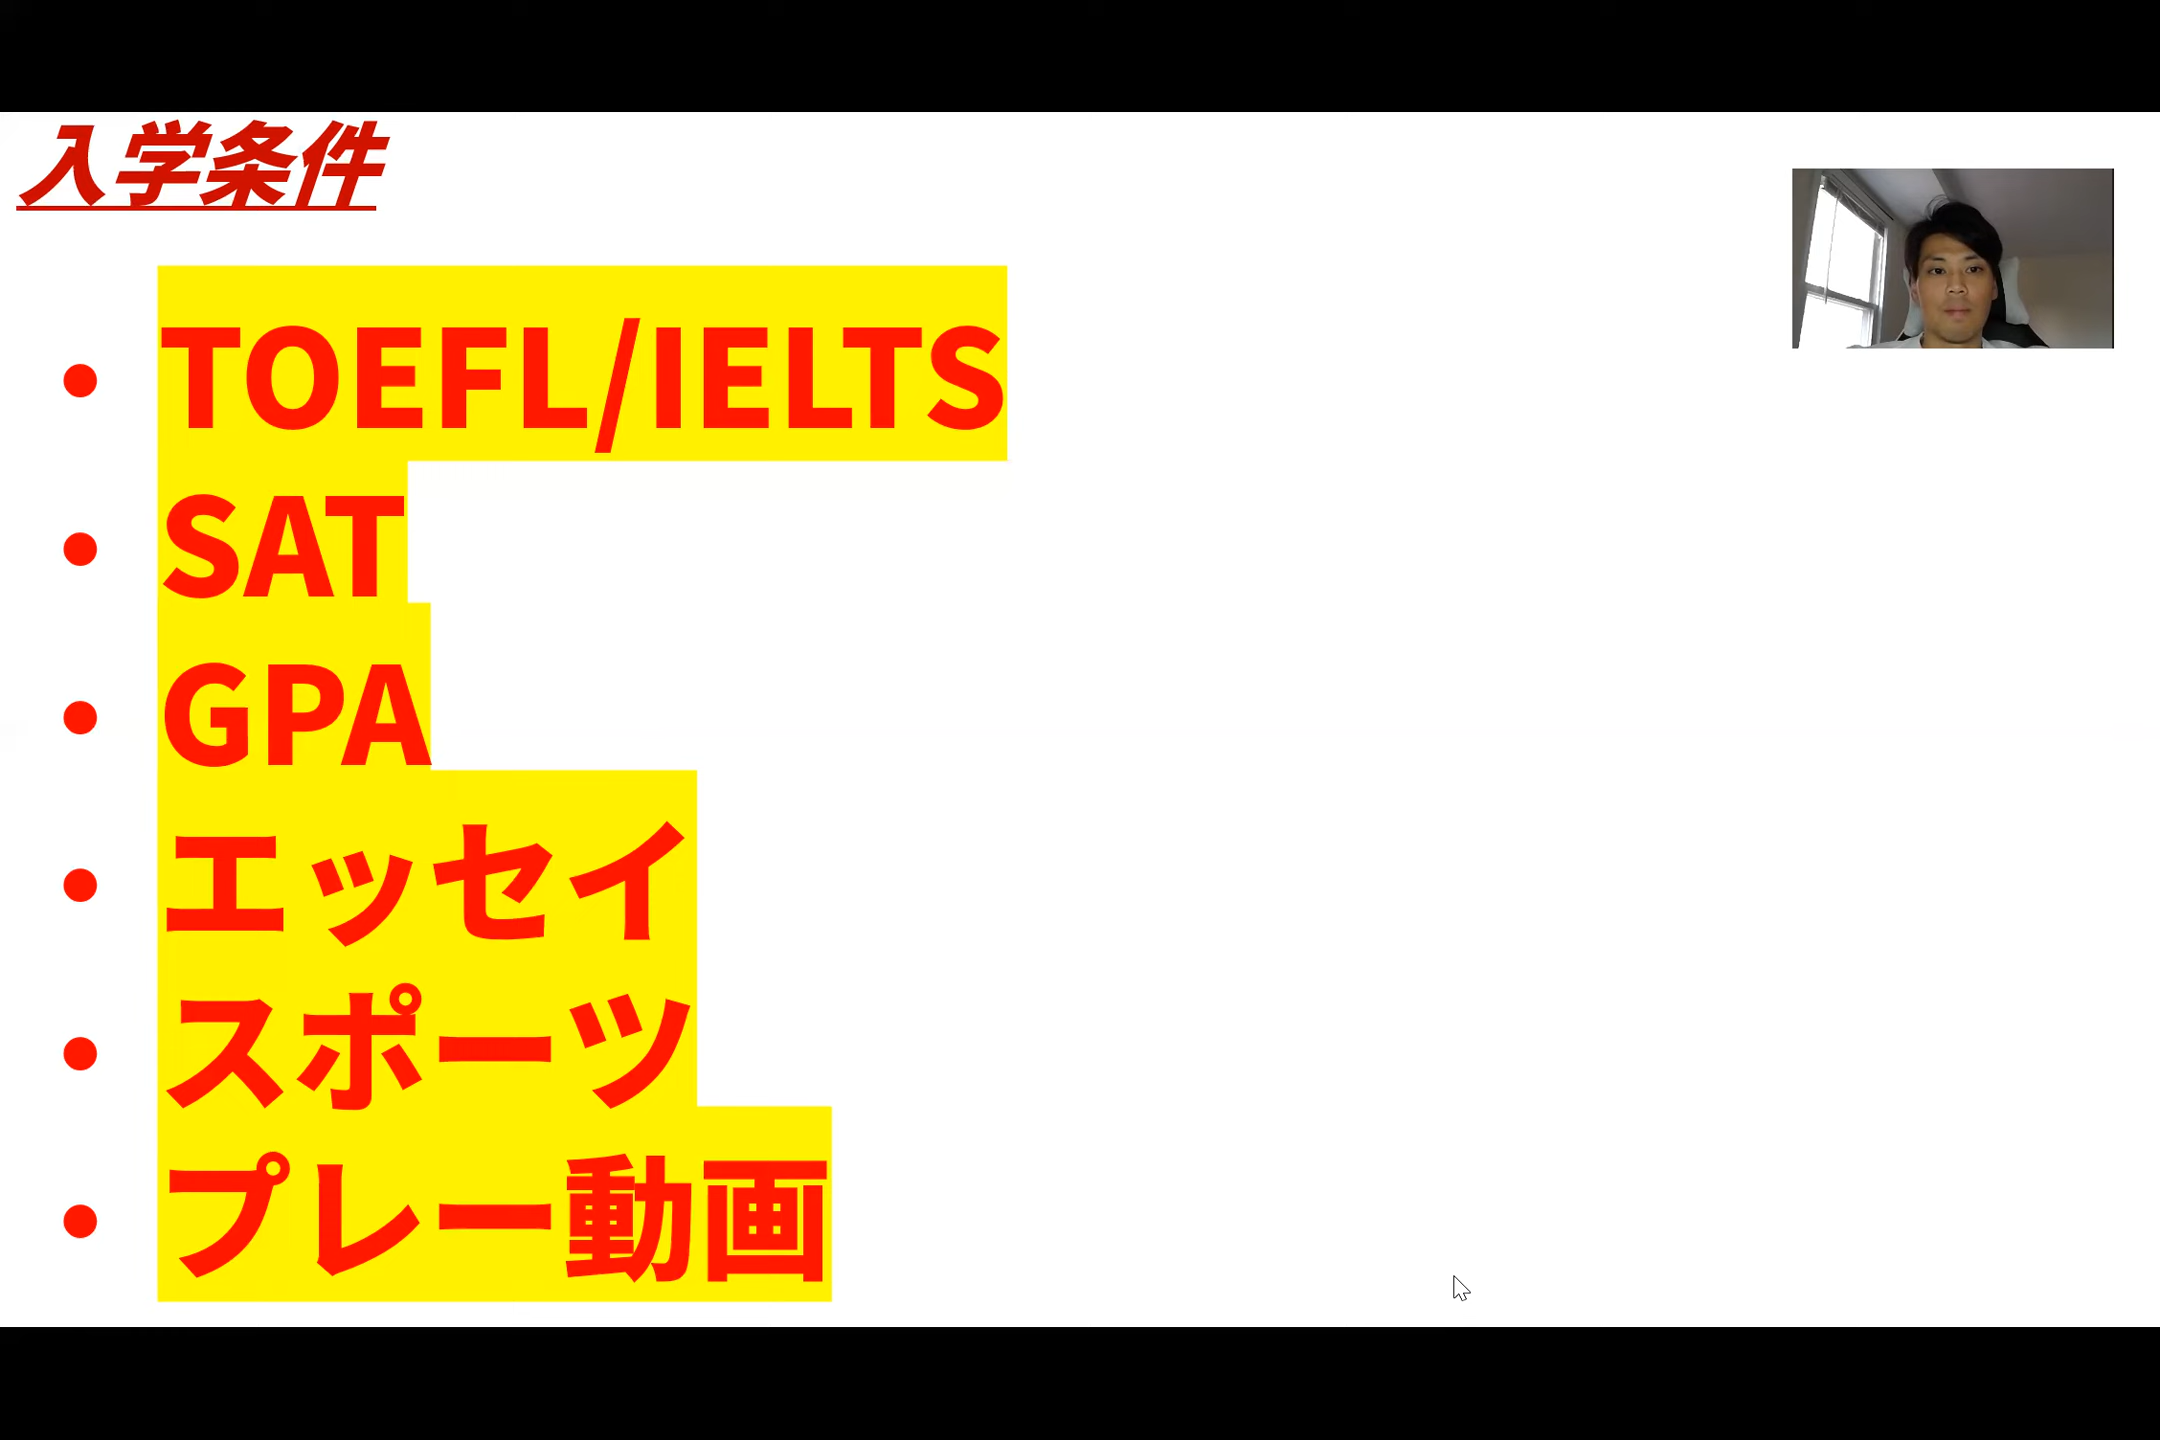 入学条件
• TOEFL/IELTS
• SAT
• GPA
• エッセイ
• スポーツ
• プレー動画